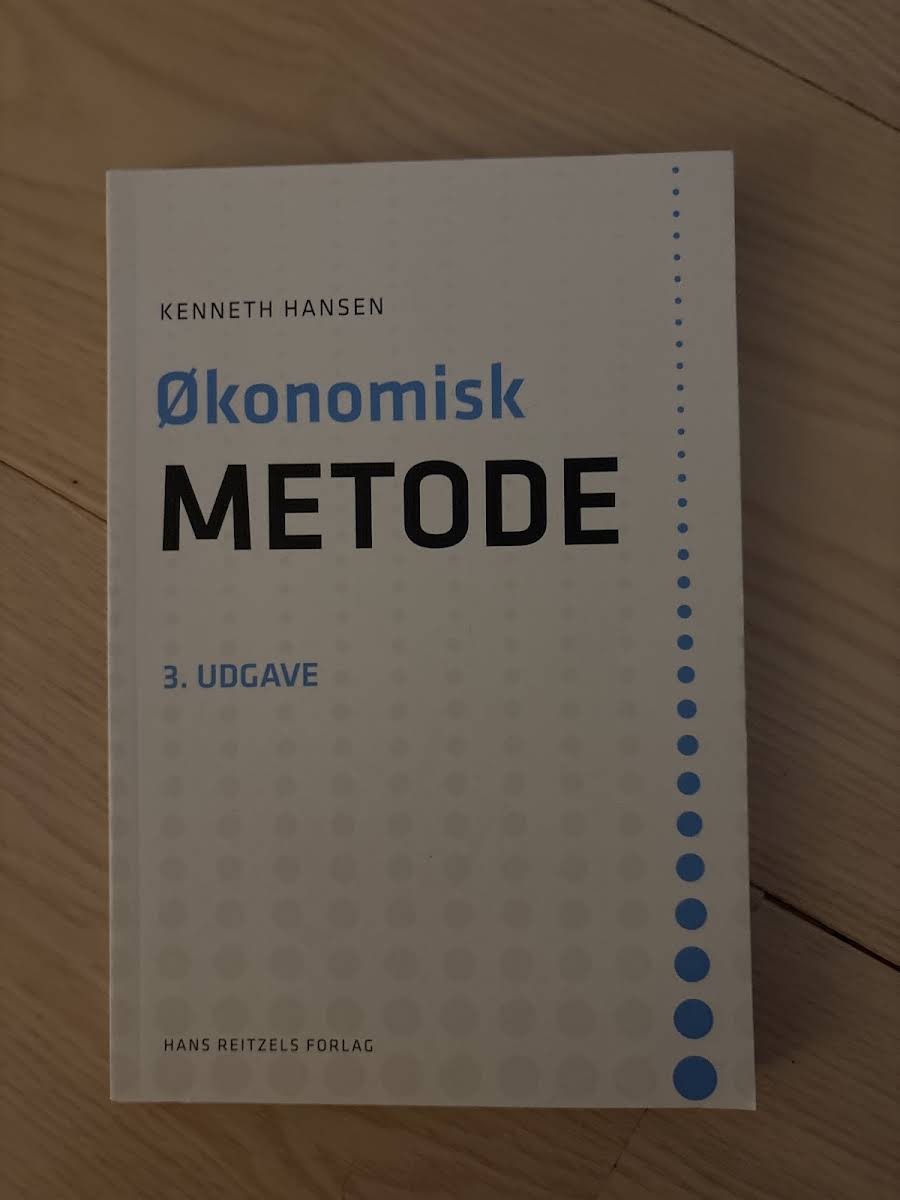 KENNETH HANSEN
Økonomisk
METODE
3. UDGAVE
HANS REITZELS FORLAG